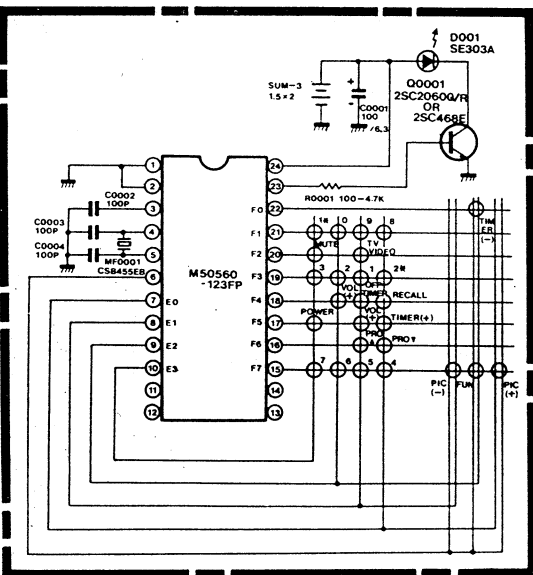 D001
SE303A
Q0001
2SC2060Q/R
OR
2SC468E
SUM-3
1.5×2
+
-
C0001
100
/6.3
R0001 100-4.7K
C0002
100P
C0003
100P
C0004
100P
MF0001
CSB455EB
M50560
-123FP
1
2
3
4
5
6
7
8
9
10
11
12
E0
E1
E2
E3
24
23
22
21
20
19
18
17
16
15
14
13
F0
F1
F2
F3
F4
F5
F6
F7
TIM
ER
(-)
1* 0 9 8
MUTE TV
VIDEO
3 2 1 2*
VOL OFF
(+) TIMER RECALL
POWER VOL
(+) TIMER(+)
PRO▲ PRO▼
7 6 5 4
PIC
(-)
FUN
PIC
(+)